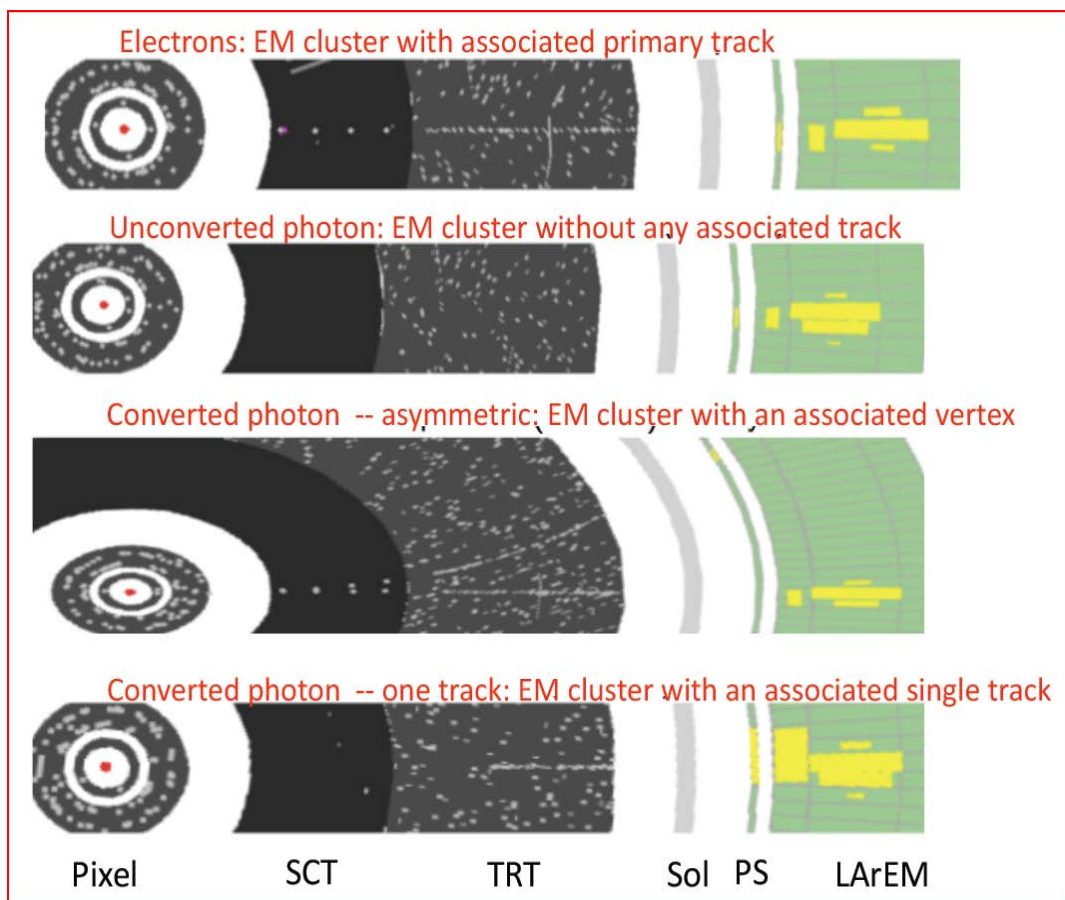 Electrons: EM cluster with associated primary track
Unconverted photon: EM cluster without any associated track
Converted photon -- asymmetric: EM cluster with an associated vertex
Converted photon -- one track: EM cluster with an associated single track
Pixel SCT TRT Sol PS LArEM